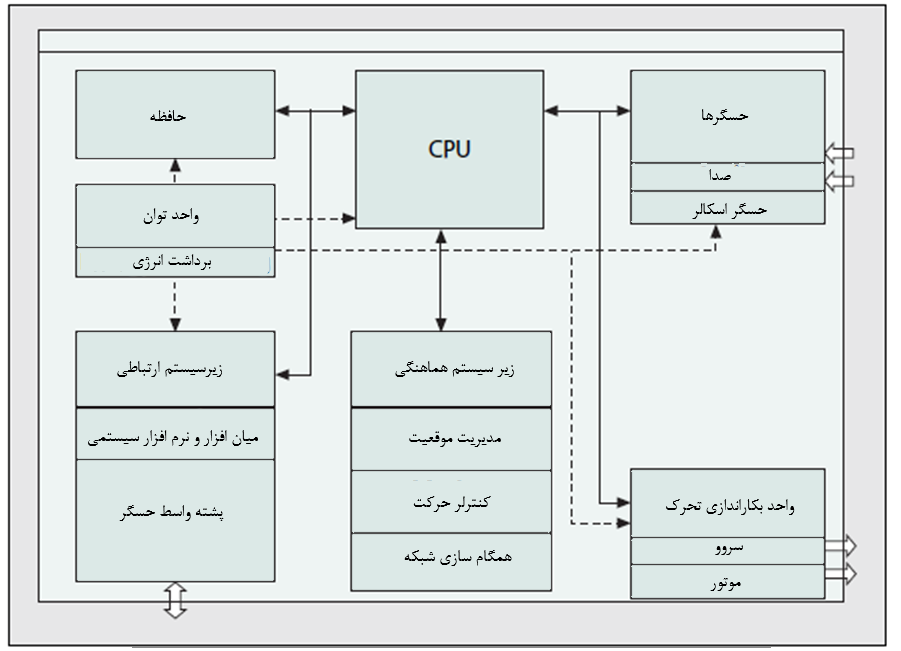 حافظه
CPU
حسگرها
صدا
حسگر اسکالر
واحد توان
برداشت انرژی
زیرسیستم ارتباطی
میان افزار و نرم افزار سیستمی
پشته واسط حسگر
زیر سیستم هماهنگی
مدیریت موقعیت
کنترلر حرکت
همگام سازی شبکه
واحد بکاراندازی تحرک
سروو
موتور